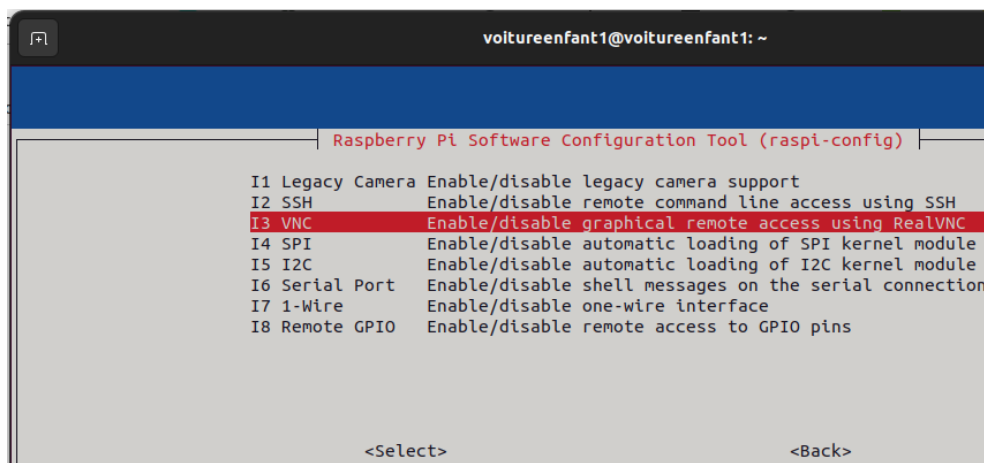 voitureenfant1@voitureenfant1: ~
Raspberry Pi Software Configuration Tool (raspi-config)
I1 Legacy Camera Enable/disable legacy camera support
I2 SSH Enable/disable remote command line access using SSH
I3 VNC Enable/disable graphical remote access using RealVNC
I4 SPI Enable/disable automatic loading of SPI kernel module
I5 I2C Enable/disable automatic loading of I2C kernel module
I6 Serial Port Enable/disable shell messages on the serial connection
I7 1-Wire Enable/disable one-wire interface
I8 Remote GPIO Enable/disable remote access to GPIO pins
<Select> <Back>